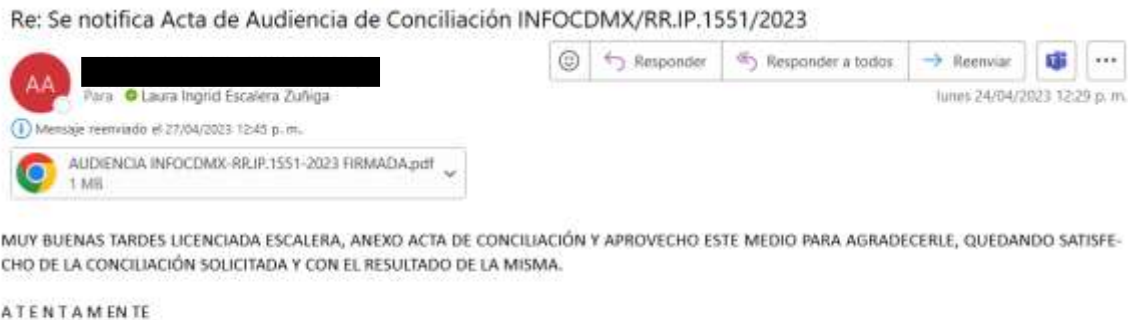 Re: Se notifica Acta de Audiencia de Conciliación INFOCDMX/RR.IP.1551/2023
Responder
Responder a todos
Reenviar
AA
Para Laura Ingrid Escalera Zuñiga
lunes 24/04/2023 12:29 p. m.
Mensaje reenviado el 27/04/2023 12:45 p. m.
AUDIENCIA INFOCDMX-RR.IP.1551-2023 FIRMADA.pdf
1 MB
MUY BUENAS TARDES LICENCIADA ESCALERA, ANEXO ACTA DE CONCILIACIÓN Y APROVECHO ESTE MEDIO PARA AGRADECERLE, QUEDANDO SATISFE-
CHO DE LA CONCILIACIÓN SOLICITADA Y CON EL RESULTADO DE LA MISMA.
A T E N T A M EN TE